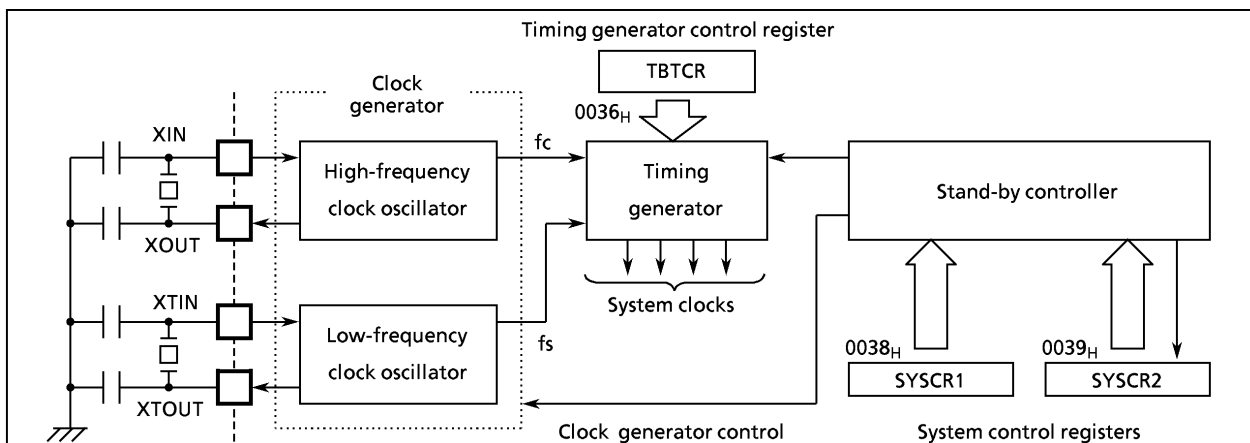 Timing generator control register
TBTCR
0036H
Clock
generator
XIN
XOUT
High-frequency
clock oscillator
fc
Timing
generator
Stand-by controller
System clocks
XTIN
XTOUT
Low-frequency
clock oscillator
fs
0038H
SYSCR1
0039H
SYSCR2
Clock generator control
System control registers